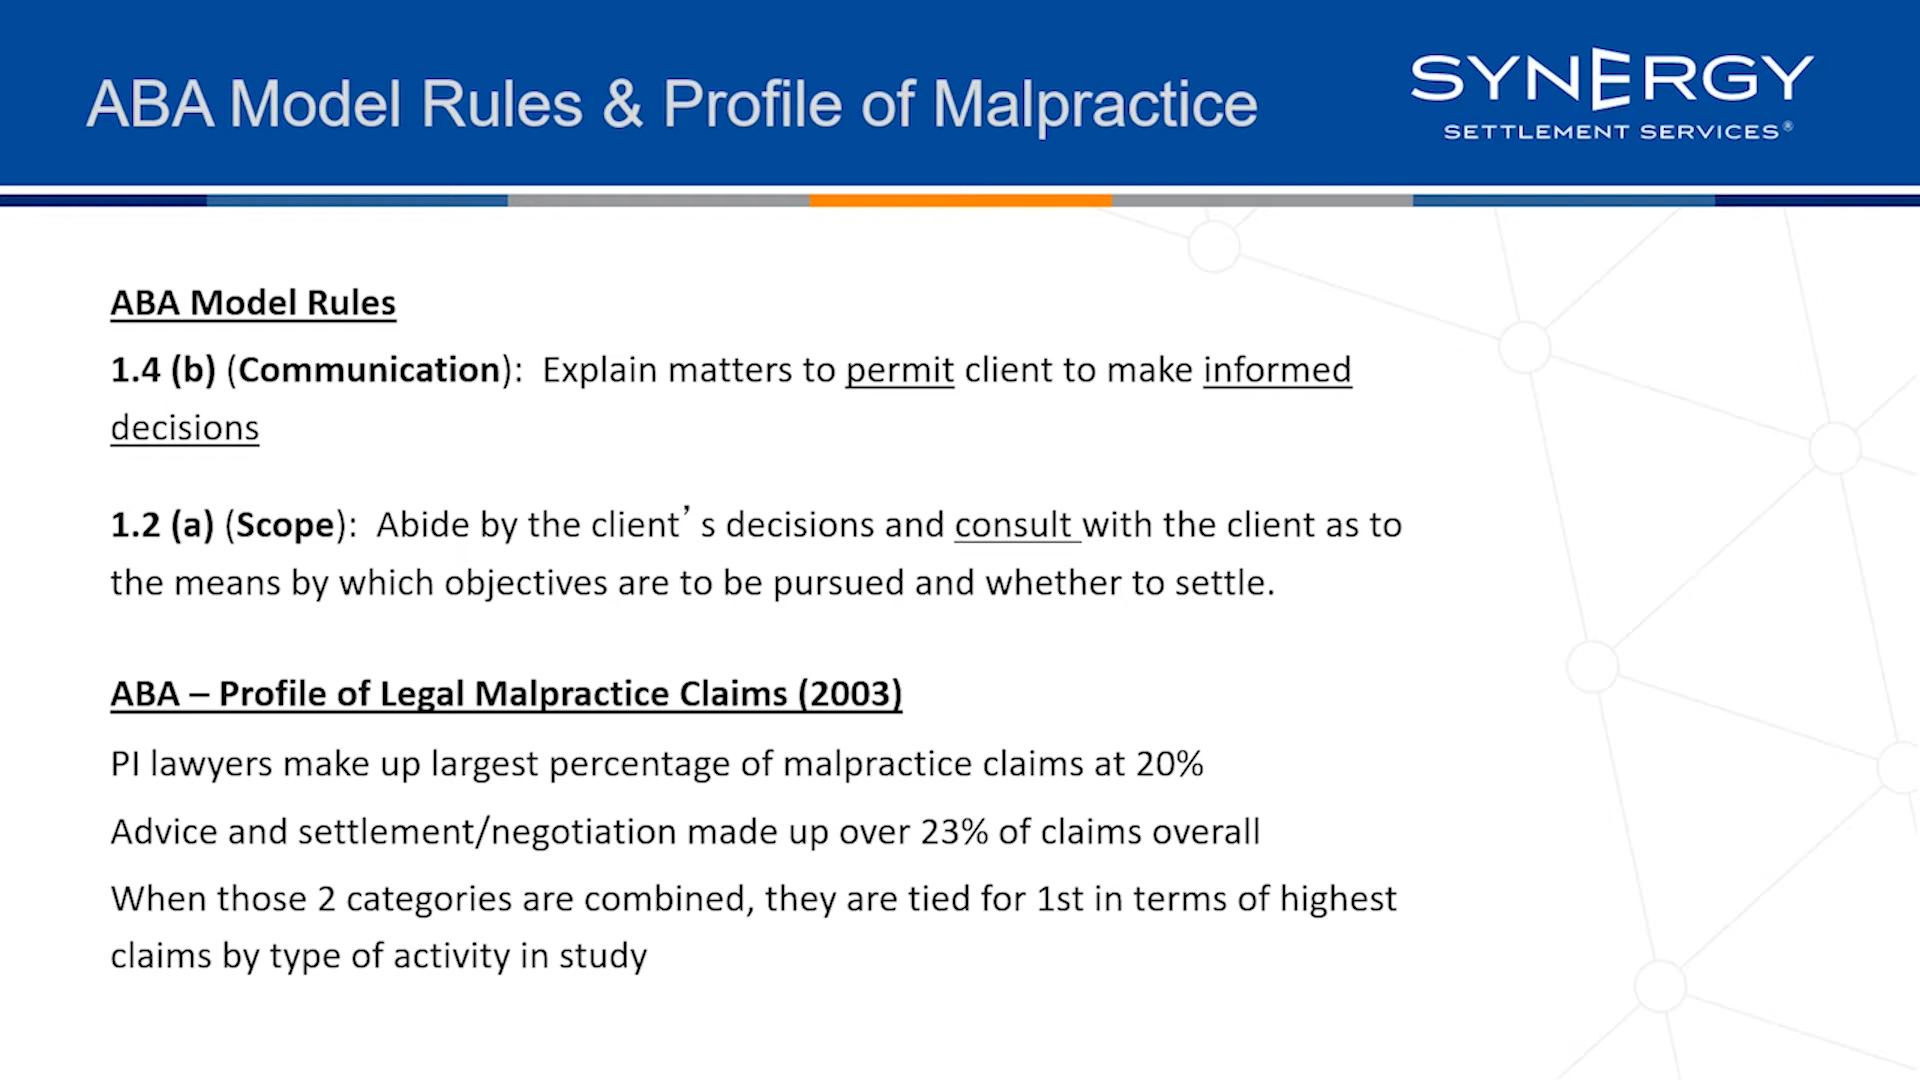 ABA Model Rules & Profile of Malpractice
SYNERGY
SETTLEMENT SERVICES®
ABA Model Rules
1.4 (b) (Communication): Explain matters to permit client to make informed
decisions
1.2 (a) (Scope): Abide by the client’s decisions and consult with the client as to
the means by which objectives are to be pursued and whether to settle.
ABA – Profile of Legal Malpractice Claims (2003)
PI lawyers make up largest percentage of malpractice claims at 20%
Advice and settlement/negotiation made up over 23% of claims overall
When those 2 categories are combined, they are tied for 1st in terms of highest
claims by type of activity in study